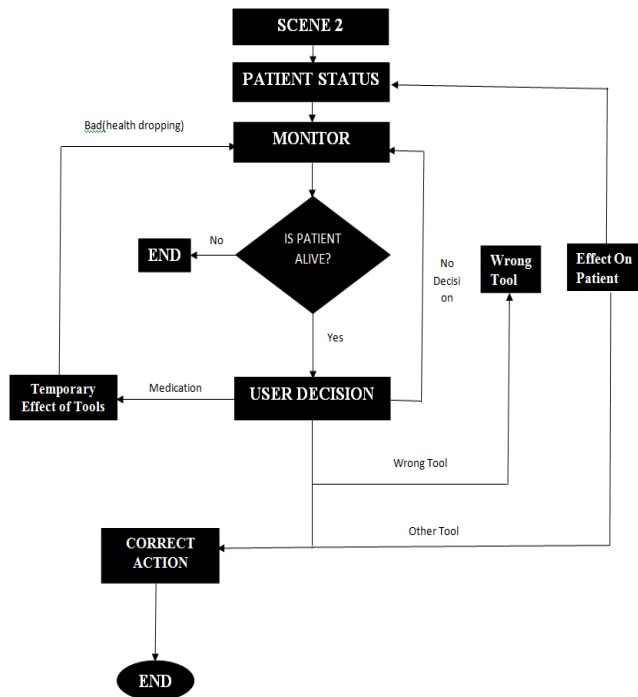 SCENE 2
PATIENT STATUS
Bad(health dropping)
MONITOR
IS PATIENT
ALIVE?
No
END
No
Decisi
on
Wrong
Tool
Effect On
Patient
Yes
Temporary
Effect of Tools
Medication
USER DECISION
Wrong Tool
Other Tool
CORRECT
ACTION
END